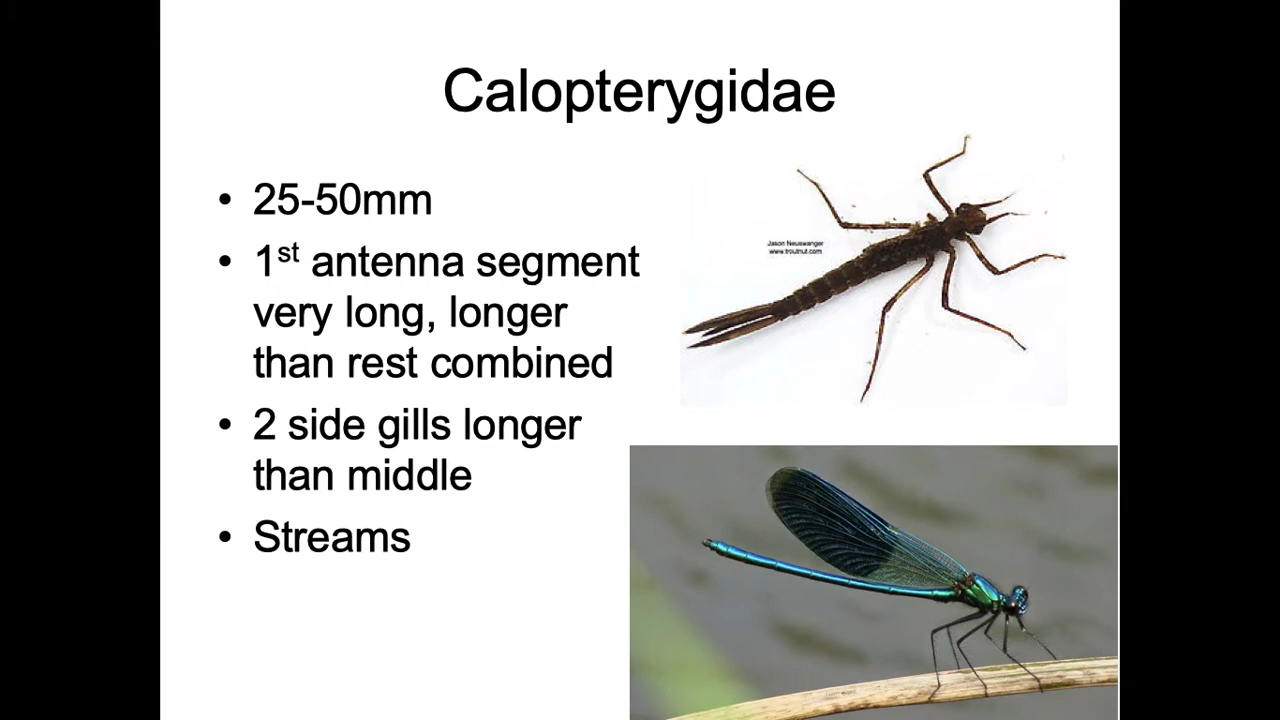 Calopterygidae
• 25-50mm
• 1st antenna segment
very long, longer
than rest combined
• 2 side gills longer
than middle
• Streams
Jason Neuswanger
www.troutnut.com